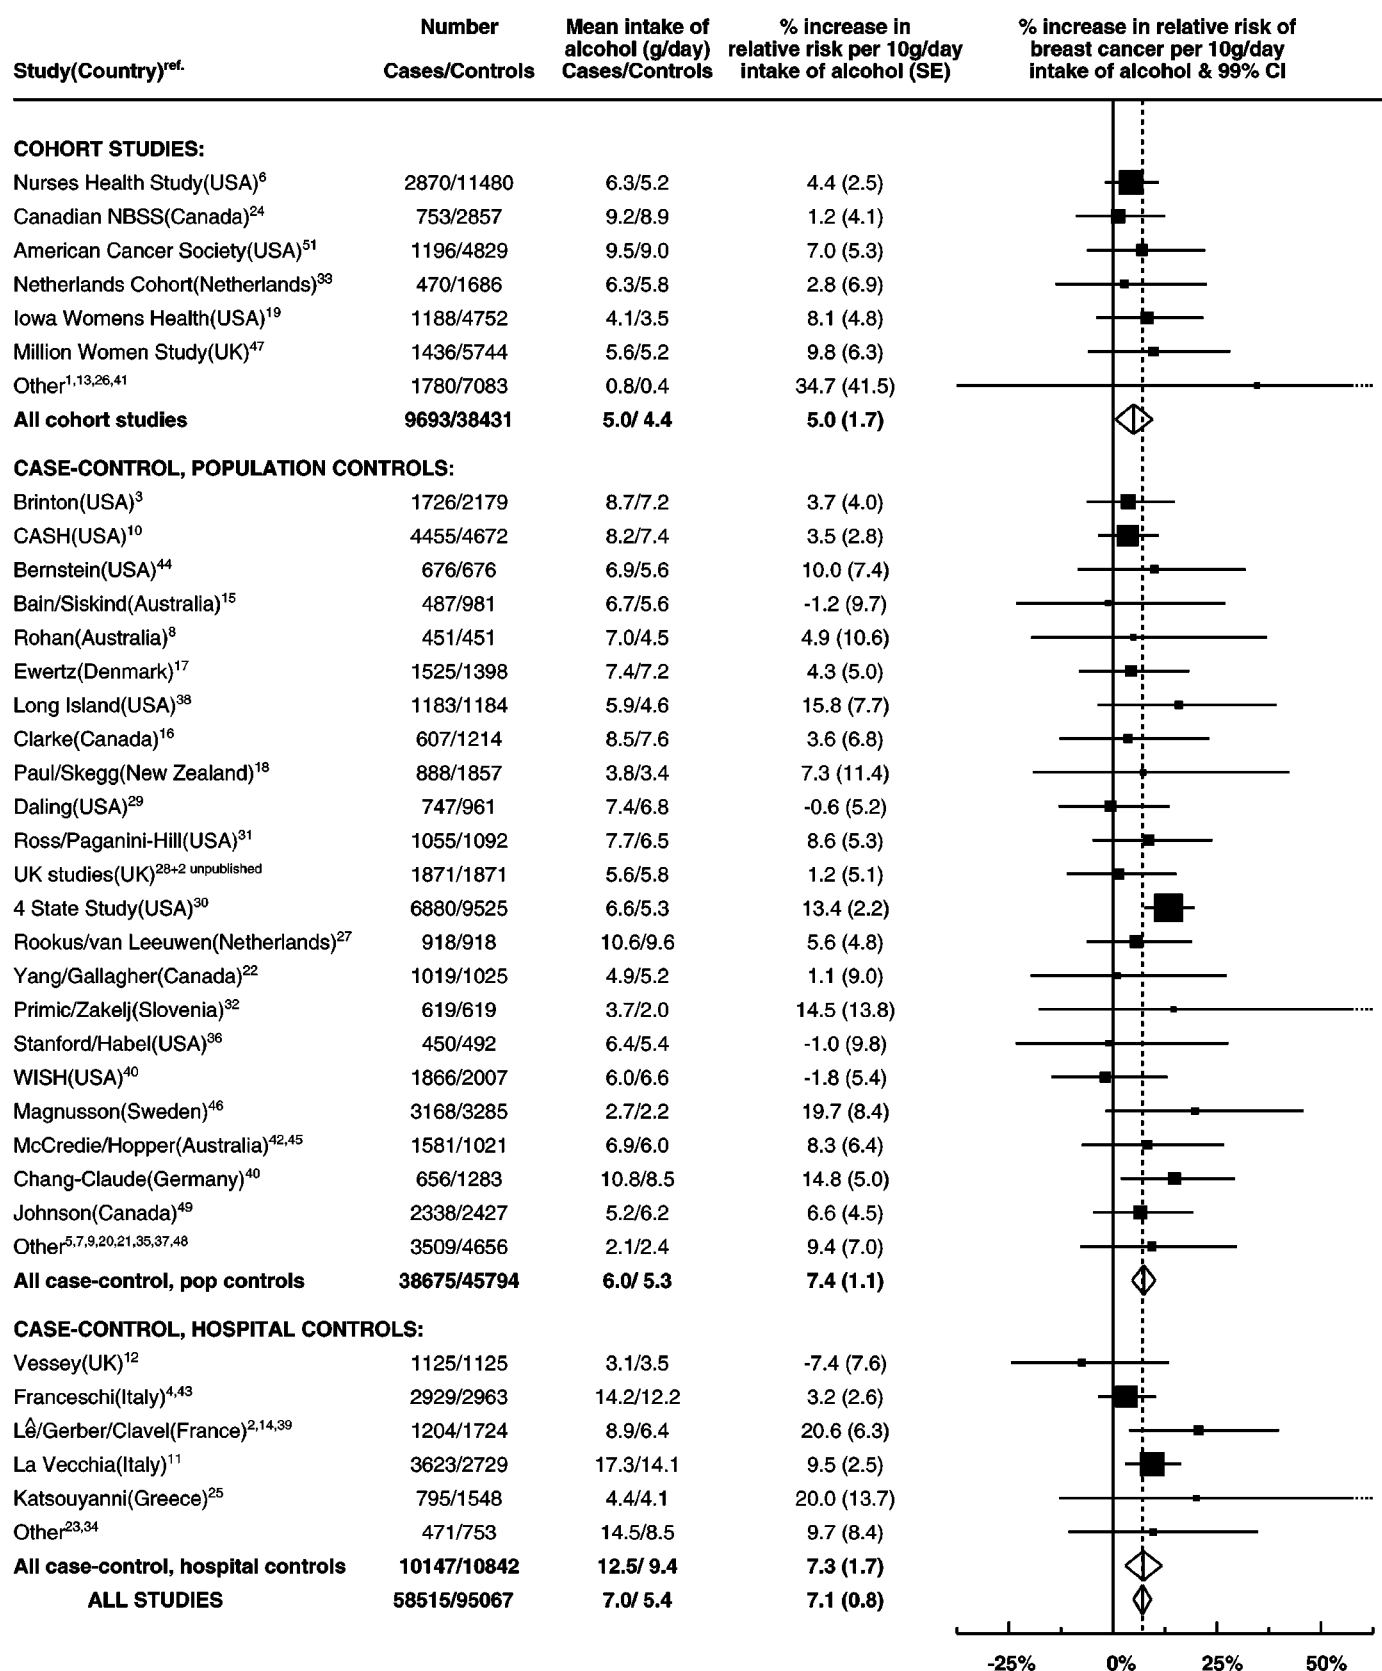 Number
Mean intake of
% increase in
% increase in relative risk of
alcohol (g/day)
relative risk per 10g/day
breast cancer per 10g/day
Study(Country)ref.
Cases/Controls
Cases/Controls
intake of alcohol (SE)
intake of alcohol & 99% CI
COHORT STUDIES:
Nurses Health Study(USA)6 2870/11480 6.3/5.2 4.4 (2.5)
Canadian NBSS(Canada)24 753/2857 9.2/8.9 1.2 (4.1)
American Cancer Society(USA)51 1196/4829 9.5/9.0 7.0 (5.3)
Netherlands Cohort(Netherlands)33 470/1686 6.3/5.8 2.8 (6.9)
Iowa Womens Health(USA)19 1188/4752 4.1/3.5 8.1 (4.8)
Million Women Study(UK)47 1436/5744 5.6/5.2 9.8 (6.3)
Other1,13,26,41 1780/7083 0.8/0.4 34.7 (41.5)
All cohort studies 9693/38431 5.0/ 4.4 5.0 (1.7)
CASE-CONTROL, POPULATION CONTROLS:
Brinton(USA)3 1726/2179 8.7/7.2 3.7 (4.0)
CASH(USA)10 4455/4672 8.2/7.4 3.5 (2.8)
Bernstein(USA)44 676/676 6.9/5.6 10.0 (7.4)
Bain/Siskind(Australia)15 487/981 6.7/5.6 -1.2 (9.7)
Rohan(Australia)8 451/451 7.0/4.5 4.9 (10.6)
Ewertz(Denmark)17 1525/1398 7.4/7.2 4.3 (5.0)
Long Island(USA)38 1183/1184 5.9/4.6 15.8 (7.7)
Clarke(Canada)16 607/1214 8.5/7.6 3.6 (6.8)
Paul/Skegg(New Zealand)18 888/1857 3.8/3.4 7.3 (11.4)
Daling(USA)29 747/961 7.4/6.8 -0.6 (5.2)
Ross/Paganini-Hill(USA)31 1055/1092 7.7/6.5 8.6 (5.3)
UK studies(UK)28+2 unpublished 1871/1871 5.6/5.8 1.2 (5.1)
4 State Study(USA)30 6880/9525 6.6/5.3 13.4 (2.2)
Rookus/van Leeuwen(Netherlands)27 918/918 10.6/9.6 5.6 (4.8)
Yang/Gallagher(Canada)22 1019/1025 4.9/5.2 1.1 (9.0)
Primic/Zakelj(Slovenia)32 619/619 3.7/2.0 14.5 (13.8)
Stanford/Habel(USA)36 450/492 6.4/5.4 -1.0 (9.8)
WISH(USA)40 1866/2007 6.0/6.6 -1.8 (5.4)
Magnusson(Sweden)46 3168/3285 2.7/2.2 19.7 (8.4)
McCredie/Hopper(Australia)42,45 1581/1021 6.9/6.0 8.3 (6.4)
Chang-Claude(Germany)40 656/1283 10.8/8.5 14.8 (5.0)
Johnson(Canada)49 2338/2427 5.2/6.2 6.6 (4.5)
Other5,7,9,20,21,35,37,48 3509/4656 2.1/2.4 9.4 (7.0)
All case-control, pop controls 38675/45794 6.0/ 5.3 7.4 (1.1)
CASE-CONTROL, HOSPITAL CONTROLS:
Vessey(UK)12 1125/1125 3.1/3.5 -7.4 (7.6)
Franceschi(Italy)4,43 2929/2963 14.2/12.2 3.2 (2.6)
Lê/Gerber/Clavel(France)2,14,39 1204/1724 8.9/6.4 20.6 (6.3)
La Vecchia(Italy)11 3623/2729 17.3/14.1 9.5 (2.5)
Katsouyanni(Greece)25 795/1548 4.4/4.1 20.0 (13.7)
Other23,34 471/753 14.5/8.5 9.7 (8.4)
All case-control, hospital controls 10147/10842 12.5/ 9.4 7.3 (1.7)
ALL STUDIES 58515/95067 7.0/ 5.4 7.1 (0.8)
-25% 0% 25% 50%